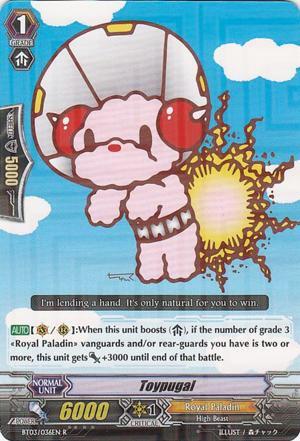 1
GRADE
SHIELD
5000
I'm lending a hand. It's only natural for you to win.
AUTO [ / ]:When this unit boosts ( ), if the number of grade 3
«Royal Paladin» vanguards and/or rear-guards you have is two or
more, this unit gets +3000 until end of that battle.
NORMAL
UNIT
Toypugal
POWER
6000
1
CRITICAL
Royal Paladin
High Beast
BT03/036EN R
ILLUST / 森チャック